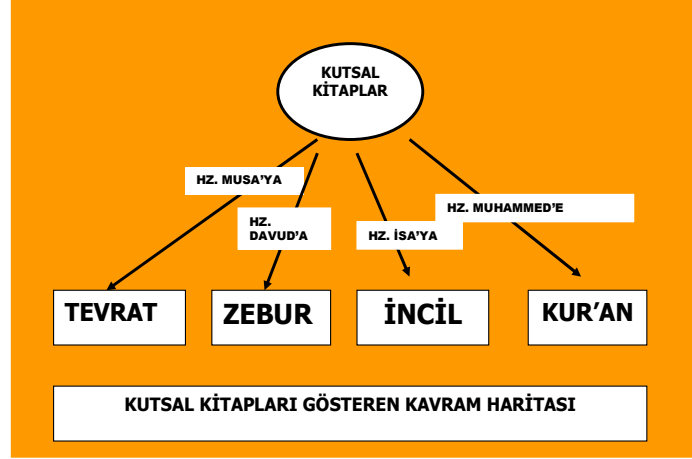 KUTSAL
KİTAPLAR
HZ. MUSA’YA
HZ.
DAVUD’A
HZ. İSA’YA
HZ. MUHAMMED’E
TEVRAT
ZEBUR
İNCİL
KUR’AN
KUTSAL KİTAPLARI GÖSTEREN KAVRAM HARİTASI